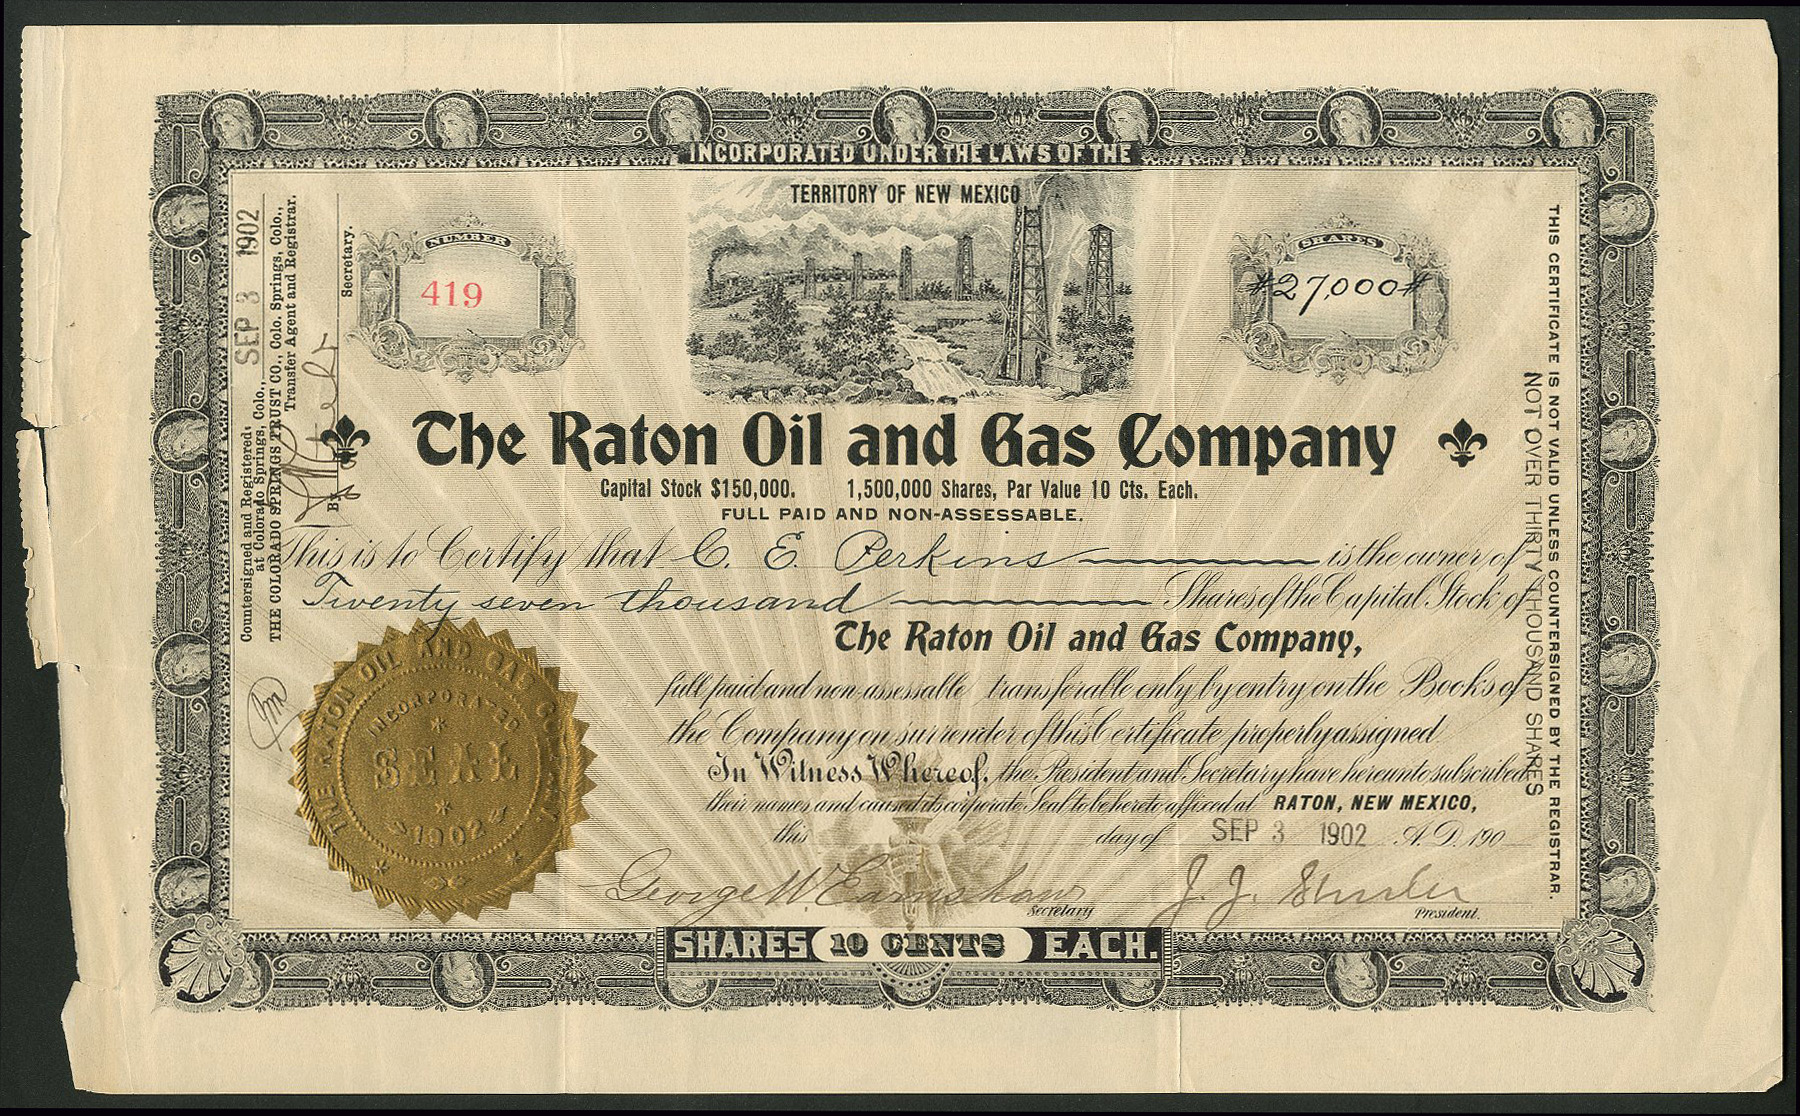 INCORPORATED UNDER THE LAWS OF THE
TERRITORY OF NEW MEXICO
NUMBER
419
SHARES
#27,000#
The Raton Oil and Gas Company
Capital Stock $150,000. 1,500,000 Shares, Par Value 10 Cts. Each.
FULL PAID AND NON-ASSESSABLE.
This is to Certify that C. E. Perkins is the owner of
Twenty seven thousand Shares of the Capital Stock of
The Raton Oil and Gas Company,
full paid and non-assessable transferable only by entry on the Books of
the Company on surrender of this Certificate properly assigned
In Witness Whereof, the President and Secretary have hereunto subscribed
their names and caused its corporate Seal to be hereto affixed at RATON, NEW MEXICO,
this day of SEP 3 1902 A.D. 190
George W. Earnshaw
Secretary
J. J. Shuler
President.
SHARES 10 CENTS EACH.
THE RATON OIL AND GAS COMPANY.
INCORPORATED
SEAL
1902
Countersigned and Registered:
at Colorado Springs, Colo., SEP 3 1902
THE COLORADO SPRINGS TRUST CO., Colo. Springs, Colo.,
Transfer Agent and Registrar.
BY
Secretary.
THIS CERTIFICATE IS NOT VALID UNLESS COUNTERSIGNED BY THE REGISTRAR.
NOT OVER THIRTY THOUSAND SHARES